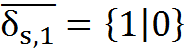 δ̅s,1 = {1|0}